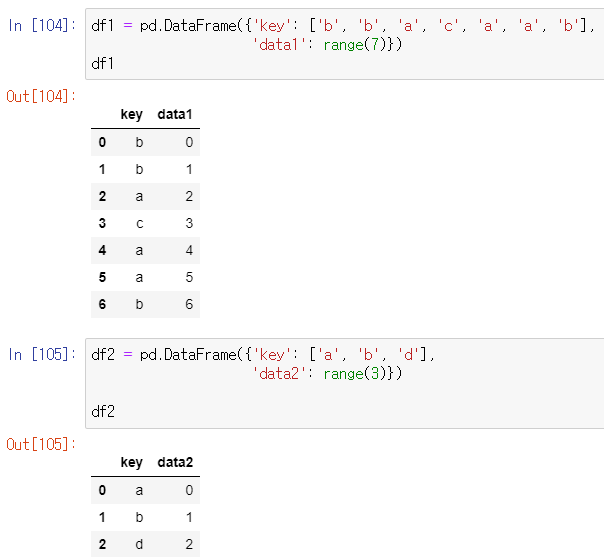 In [104]: df1 = pd.DataFrame({'key': ['b', 'b', 'a', 'c', 'a', 'a', 'b'],
'data1': range(7)})
df1
Out[104]:
key data1
0 b 0
1 b 1
2 a 2
3 c 3
4 a 4
5 a 5
6 b 6
In [105]: df2 = pd.DataFrame({'key': ['a', 'b', 'd'],
'data2': range(3)})
df2
Out[105]:
key data2
0 a 0
1 b 1
2 d 2